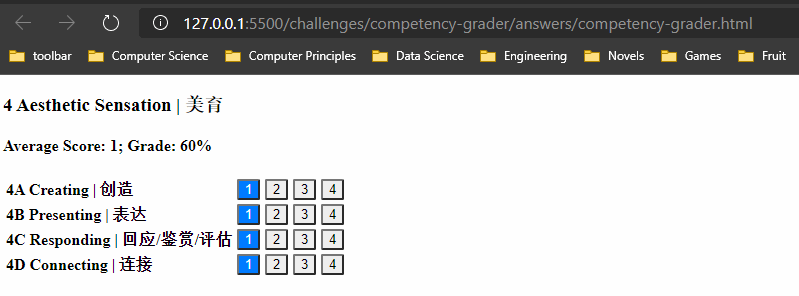 127.0.0.1:5500/challenges/competency-grader/answers/competency-grader.html
toolbar Computer Science Computer Principles Data Science Engineering Novels Games Fruit
4 Aesthetic Sensation | 美育
Average Score: 1; Grade: 60%
4A Creating | 创造 1 2 3 4
4B Presenting | 表达 1 2 3 4
4C Responding | 回应/鉴赏/评估 1 2 3 4
4D Connecting | 连接 1 2 3 4